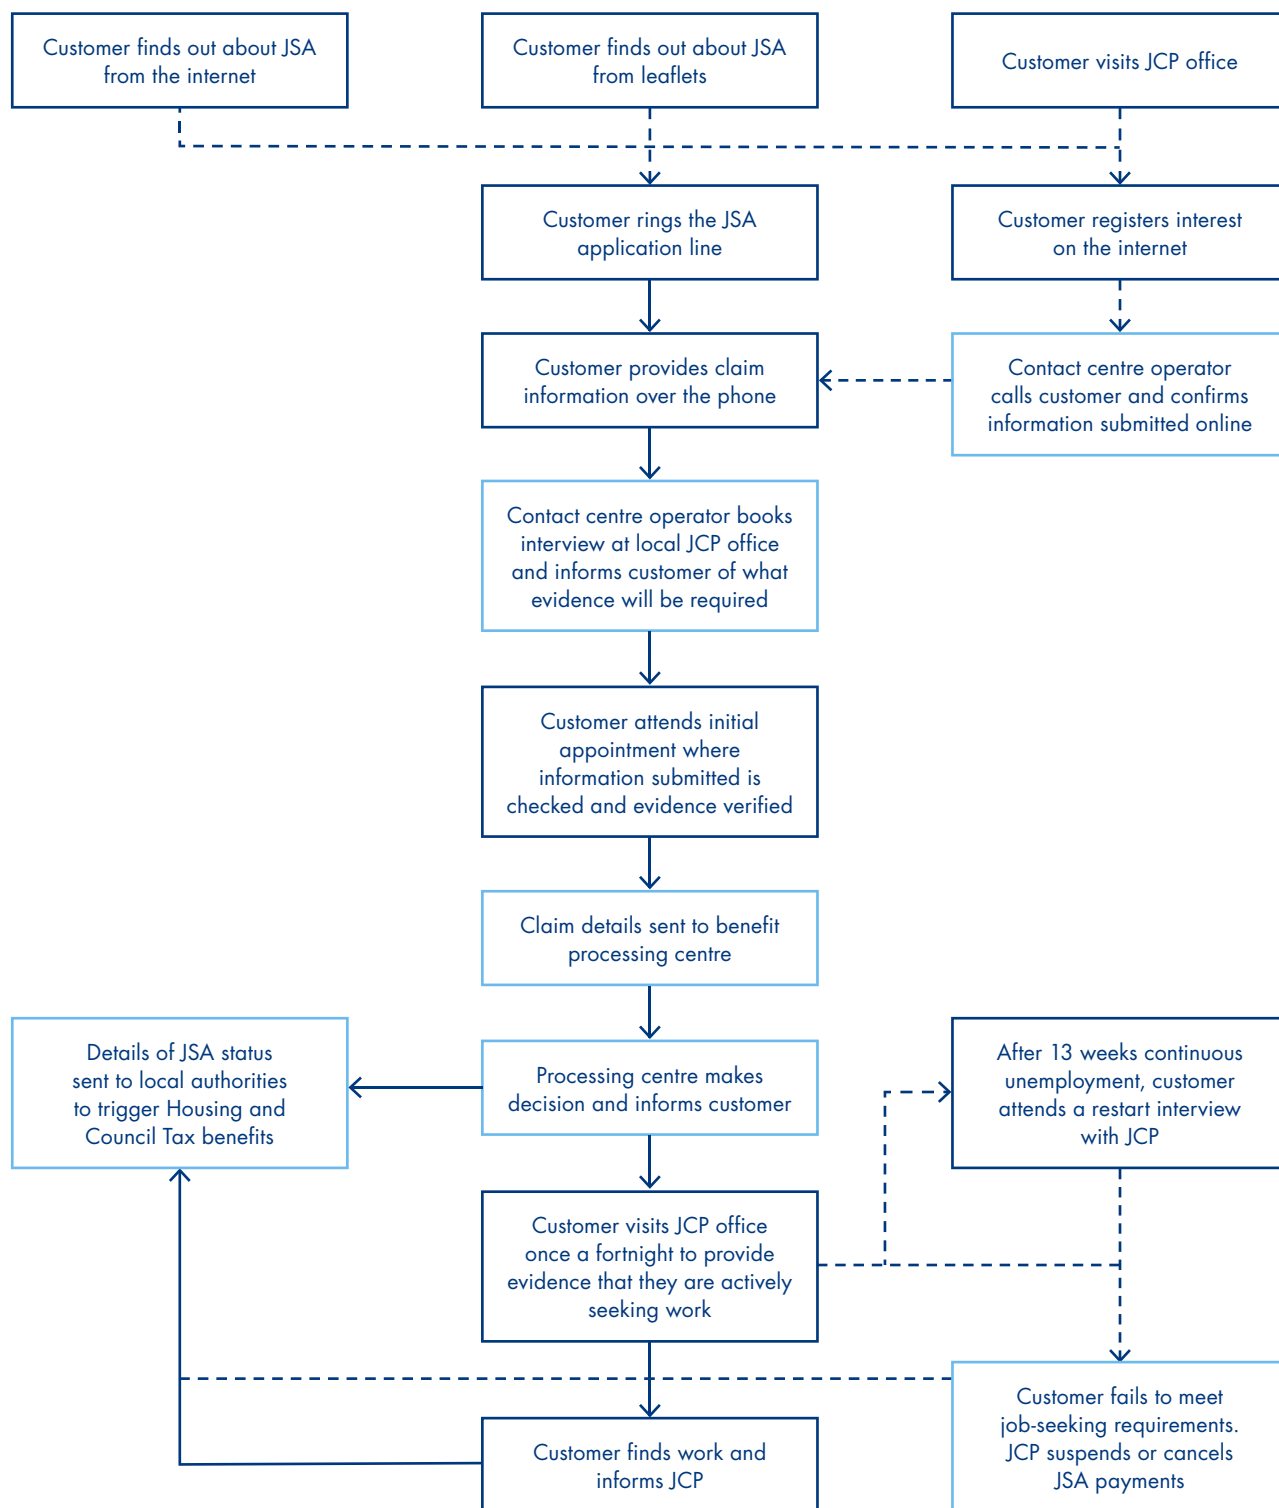 Customer finds out about JSA
from the internet
Customer finds out about JSA
from leaflets
Customer visits JCP office
Customer rings the JSA
application line
Customer registers interest
on the internet
Customer provides claim
information over the phone
Contact centre operator
calls customer and confirms
information submitted online
Contact centre operator books
interview at local JCP office
and informs customer of what
evidence will be required
Customer attends initial
appointment where
information submitted is
checked and evidence verified
Claim details sent to benefit
processing centre
Details of JSA status
sent to local authorities
to trigger Housing and
Council Tax benefits
Processing centre makes
decision and informs customer
After 13 weeks continuous
unemployment, customer
attends a restart interview
with JCP
Customer visits JCP office
once a fortnight to provide
evidence that they are actively
seeking work
Customer finds work and
informs JCP
Customer fails to meet
job-seeking requirements.
JCP suspends or cancels
JSA payments